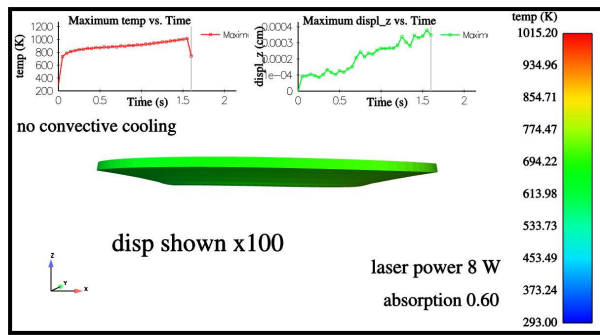 Maximum temp vs. Time
Maximum displ_z vs. Time
temp (K)
1200
1000
800
600
400
200
0
0.5
1
1.5
2
Time (s)
displ_z (cm)
0.0004
0.0003
1e-04
0
0.5
1
1.5
2
Time (s)
no convective cooling
disp shown x100
laser power 8 W
absorption 0.60
Z
Y
X
temp (K)
1015.20
934.96
854.71
774.47
694.22
613.98
533.73
453.49
373.24
293.00